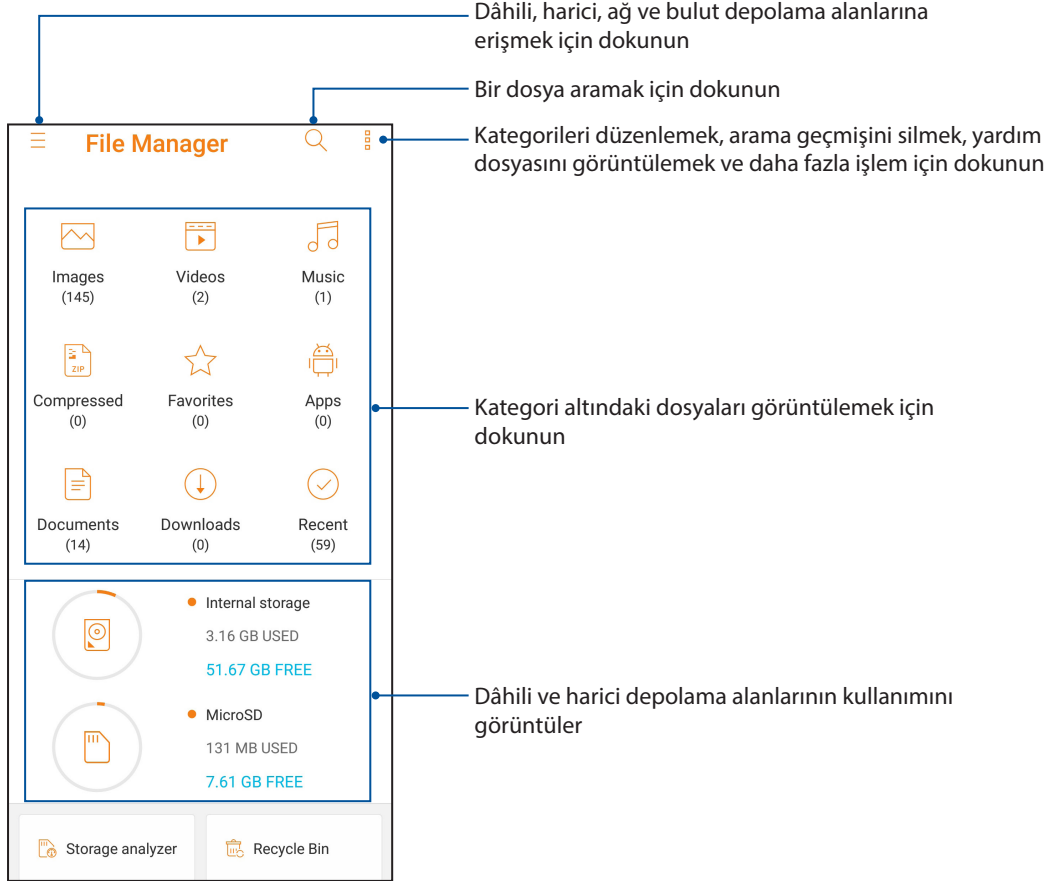 Dâhili, harici, ağ ve bulut depolama alanlarına
erişmek için dokunun
Bir dosya aramak için dokunun
Kategorileri düzenlemek, arama geçmişini silmek, yardım
dosyasını görüntülemek ve daha fazla işlem için dokunun
File Manager
Images
(145)
Videos
(2)
Music
(1)
ZIP
Compressed
(0)
Favorites
(0)
Apps
(0)
Kategori altındaki dosyaları görüntülemek için
dokunun
Documents
(14)
Downloads
(0)
Recent
(59)
Internal storage
3.16 GB USED
51.67 GB FREE
MicroSD
131 MB USED
7.61 GB FREE
Dâhili ve harici depolama alanlarının kullanımını
görüntüler
Storage analyzer
Recycle Bin